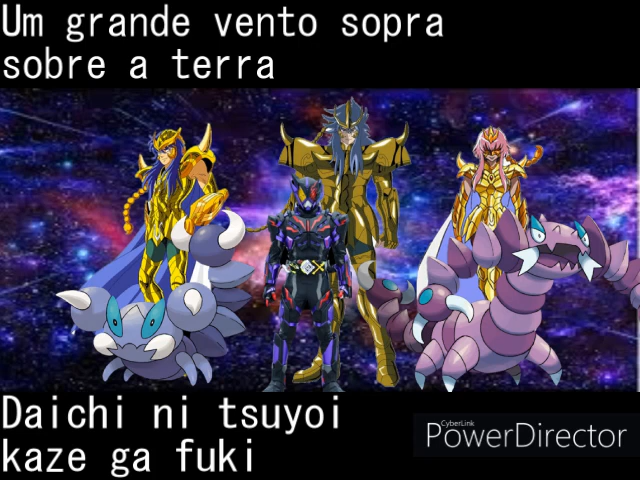 Um grande vento sopra
sobre a terra
Daichi ni tsuyoi
kaze ga fuki
CyberLink
PowerDirector